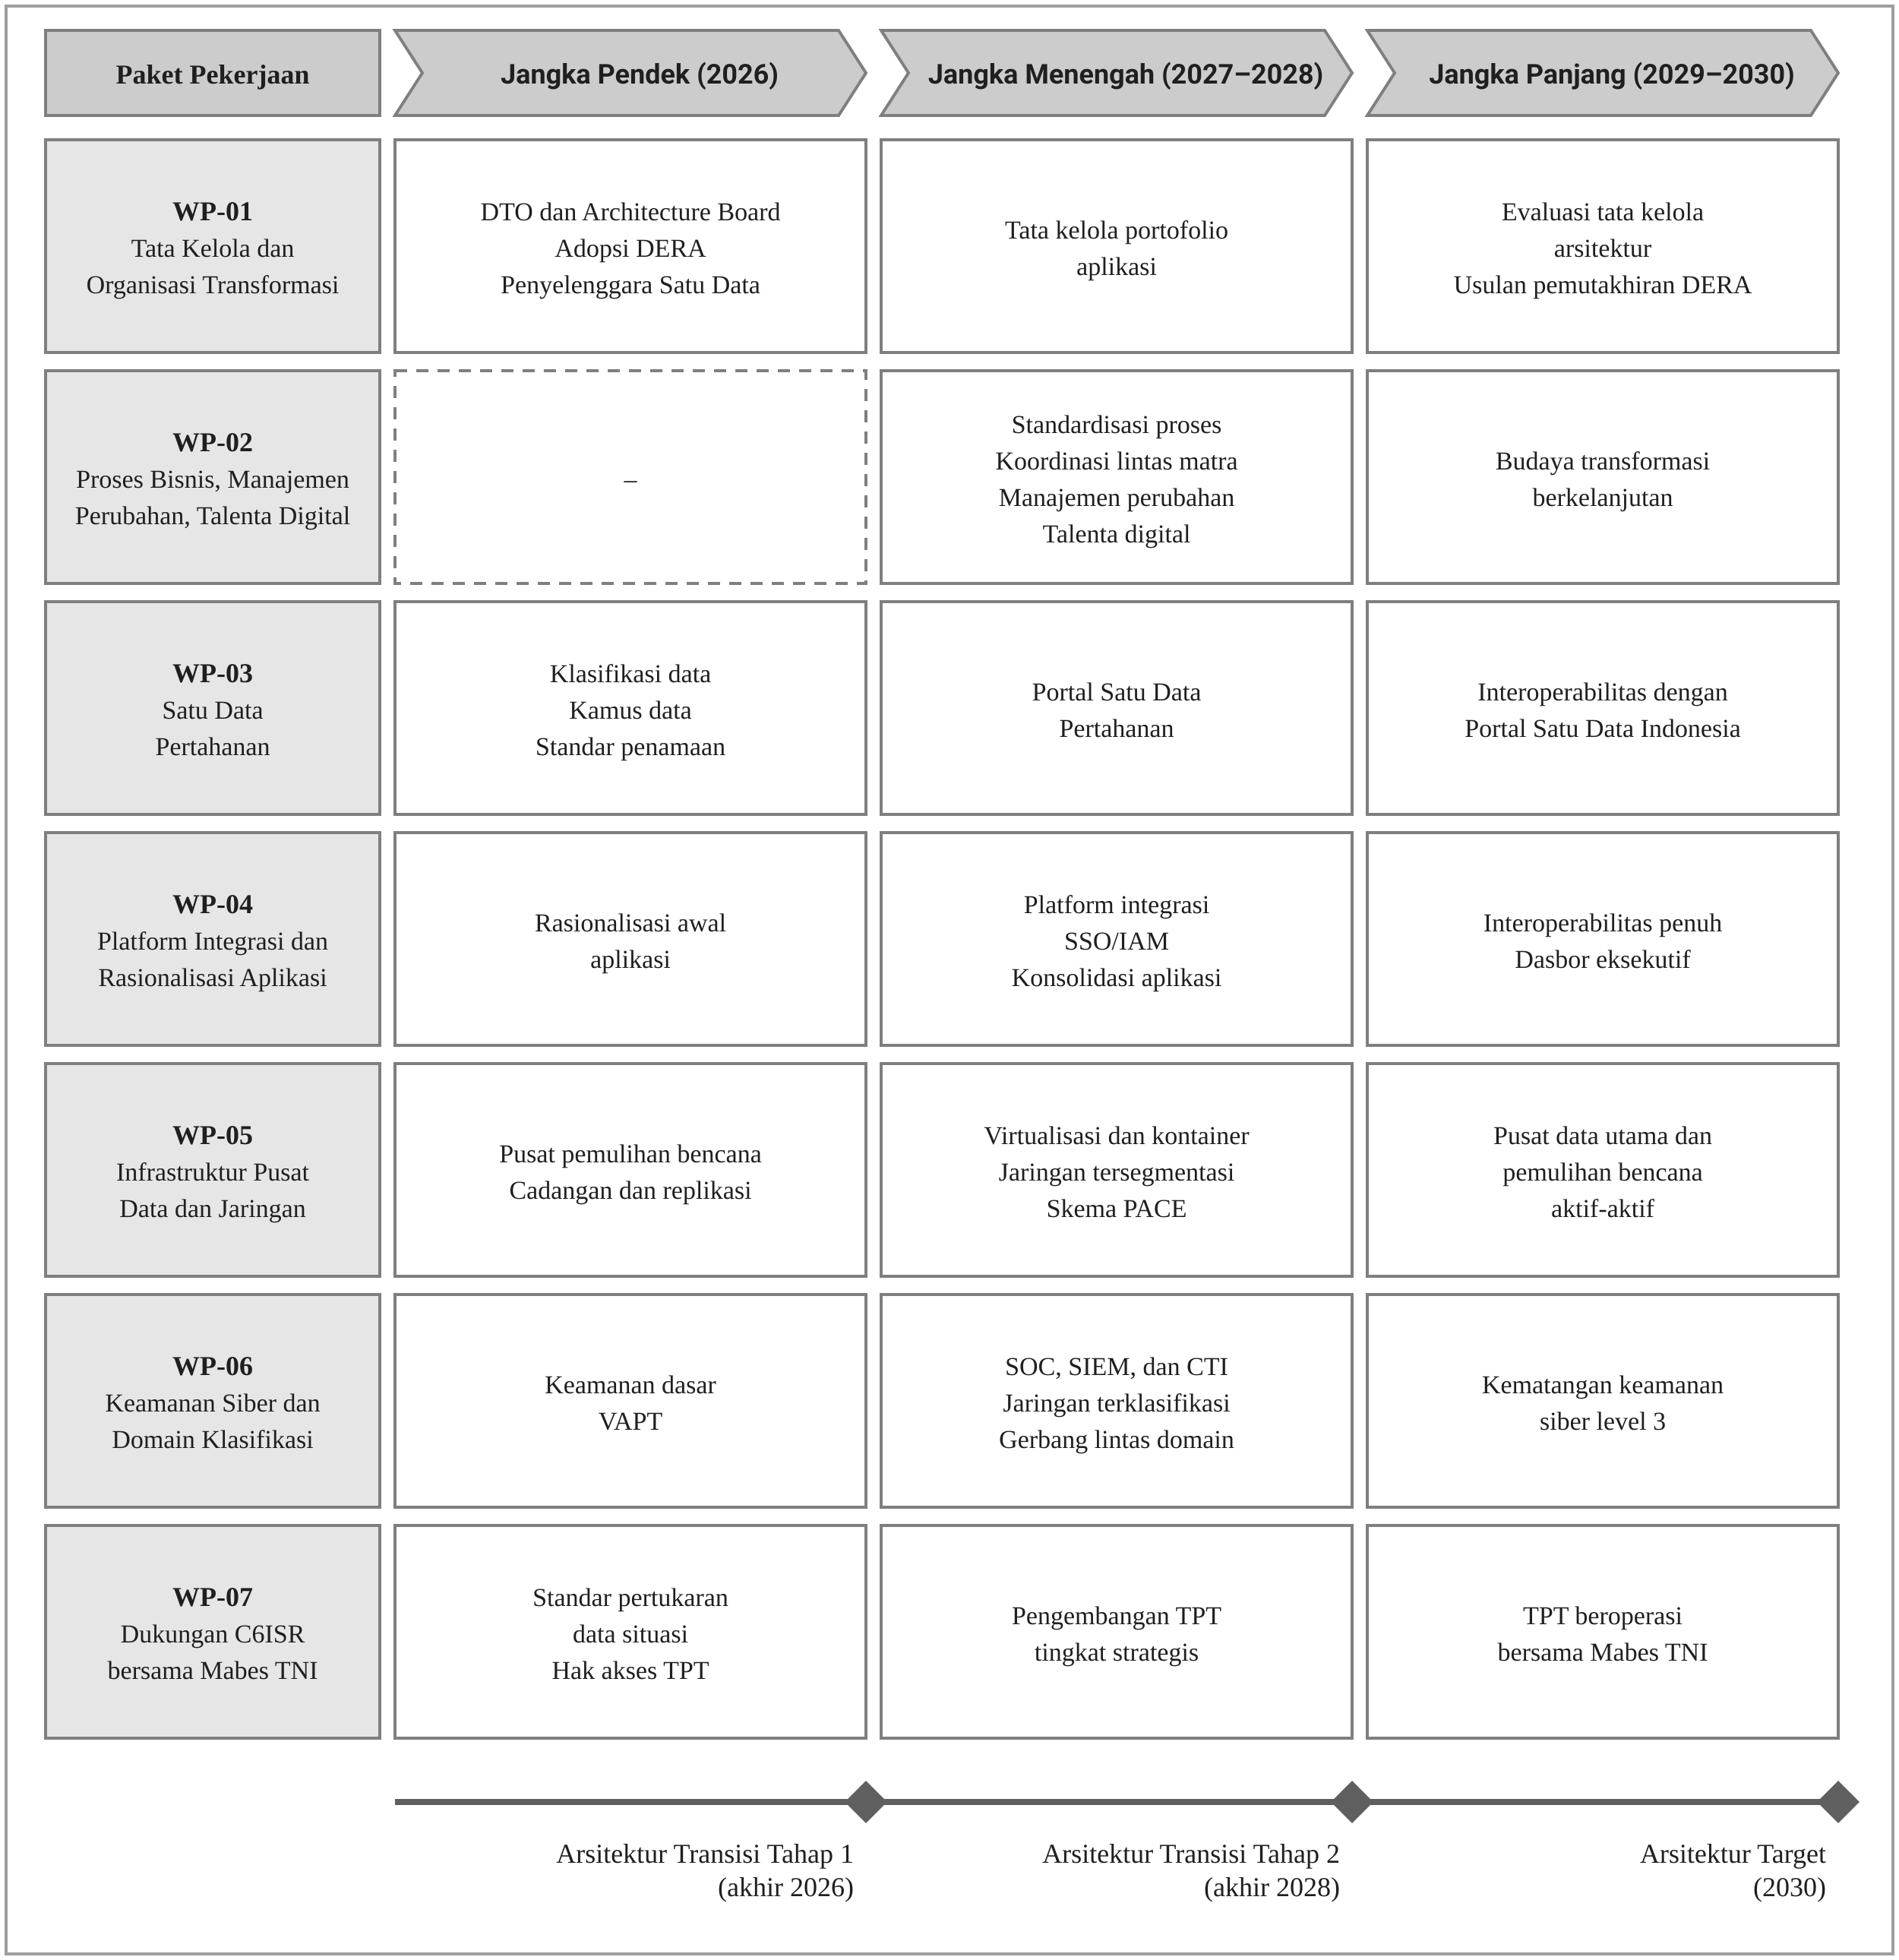 Paket Pekerjaan
Jangka Pendek (2026)
Jangka Menengah (2027–2028)
Jangka Panjang (2029–2030)
WP-01
Tata Kelola dan
Organisasi Transformasi
DTO dan Architecture Board
Adopsi DERA
Penyelenggara Satu Data
Tata kelola portofolio
aplikasi
Evaluasi tata kelola
arsitektur
Usulan pemutakhiran DERA
WP-02
Proses Bisnis, Manajemen
Perubahan, Talenta Digital
–
Standardisasi proses
Koordinasi lintas matra
Manajemen perubahan
Talenta digital
Budaya transformasi
berkelanjutan
WP-03
Satu Data
Pertahanan
Klasifikasi data
Kamus data
Standar penamaan
Portal Satu Data
Pertahanan
Interoperabilitas dengan
Portal Satu Data Indonesia
WP-04
Platform Integrasi dan
Rasionalisasi Aplikasi
Rasionalisasi awal
aplikasi
Platform integrasi
SSO/IAM
Konsolidasi aplikasi
Interoperabilitas penuh
Dasbor eksekutif
WP-05
Infrastruktur Pusat
Data dan Jaringan
Pusat pemulihan bencana
Cadangan dan replikasi
Virtualisasi dan kontainer
Jaringan tersegmentasi
Skema PACE
Pusat data utama dan
pemulihan bencana
aktif-aktif
WP-06
Keamanan Siber dan
Domain Klasifikasi
Keamanan dasar
VAPT
SOC, SIEM, dan CTI
Jaringan terklasifikasi
Gerbang lintas domain
Kematangan keamanan
siber level 3
WP-07
Dukungan C6ISR
bersama Mabes TNI
Standar pertukaran
data situasi
Hak akses TPT
Pengembangan TPT
tingkat strategis
TPT beroperasi
bersama Mabes TNI
Arsitektur Transisi Tahap 1
(akhir 2026)
Arsitektur Transisi Tahap 2
(akhir 2028)
Arsitektur Target
(2030)